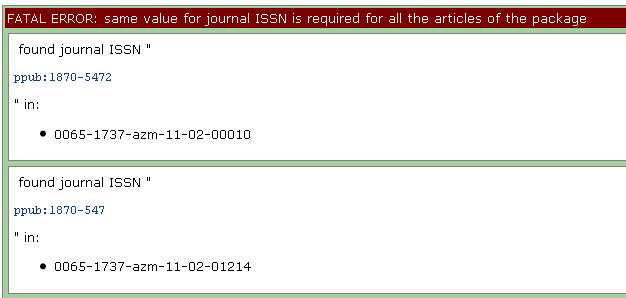 FATAL ERROR: same value for journal ISSN is required for all the articles of the package
found journal ISSN "
ppub:1870-5472
" in:
• 0065-1737-azm-11-02-00010
found journal ISSN "
ppub:1870-547
" in:
• 0065-1737-azm-11-02-01214